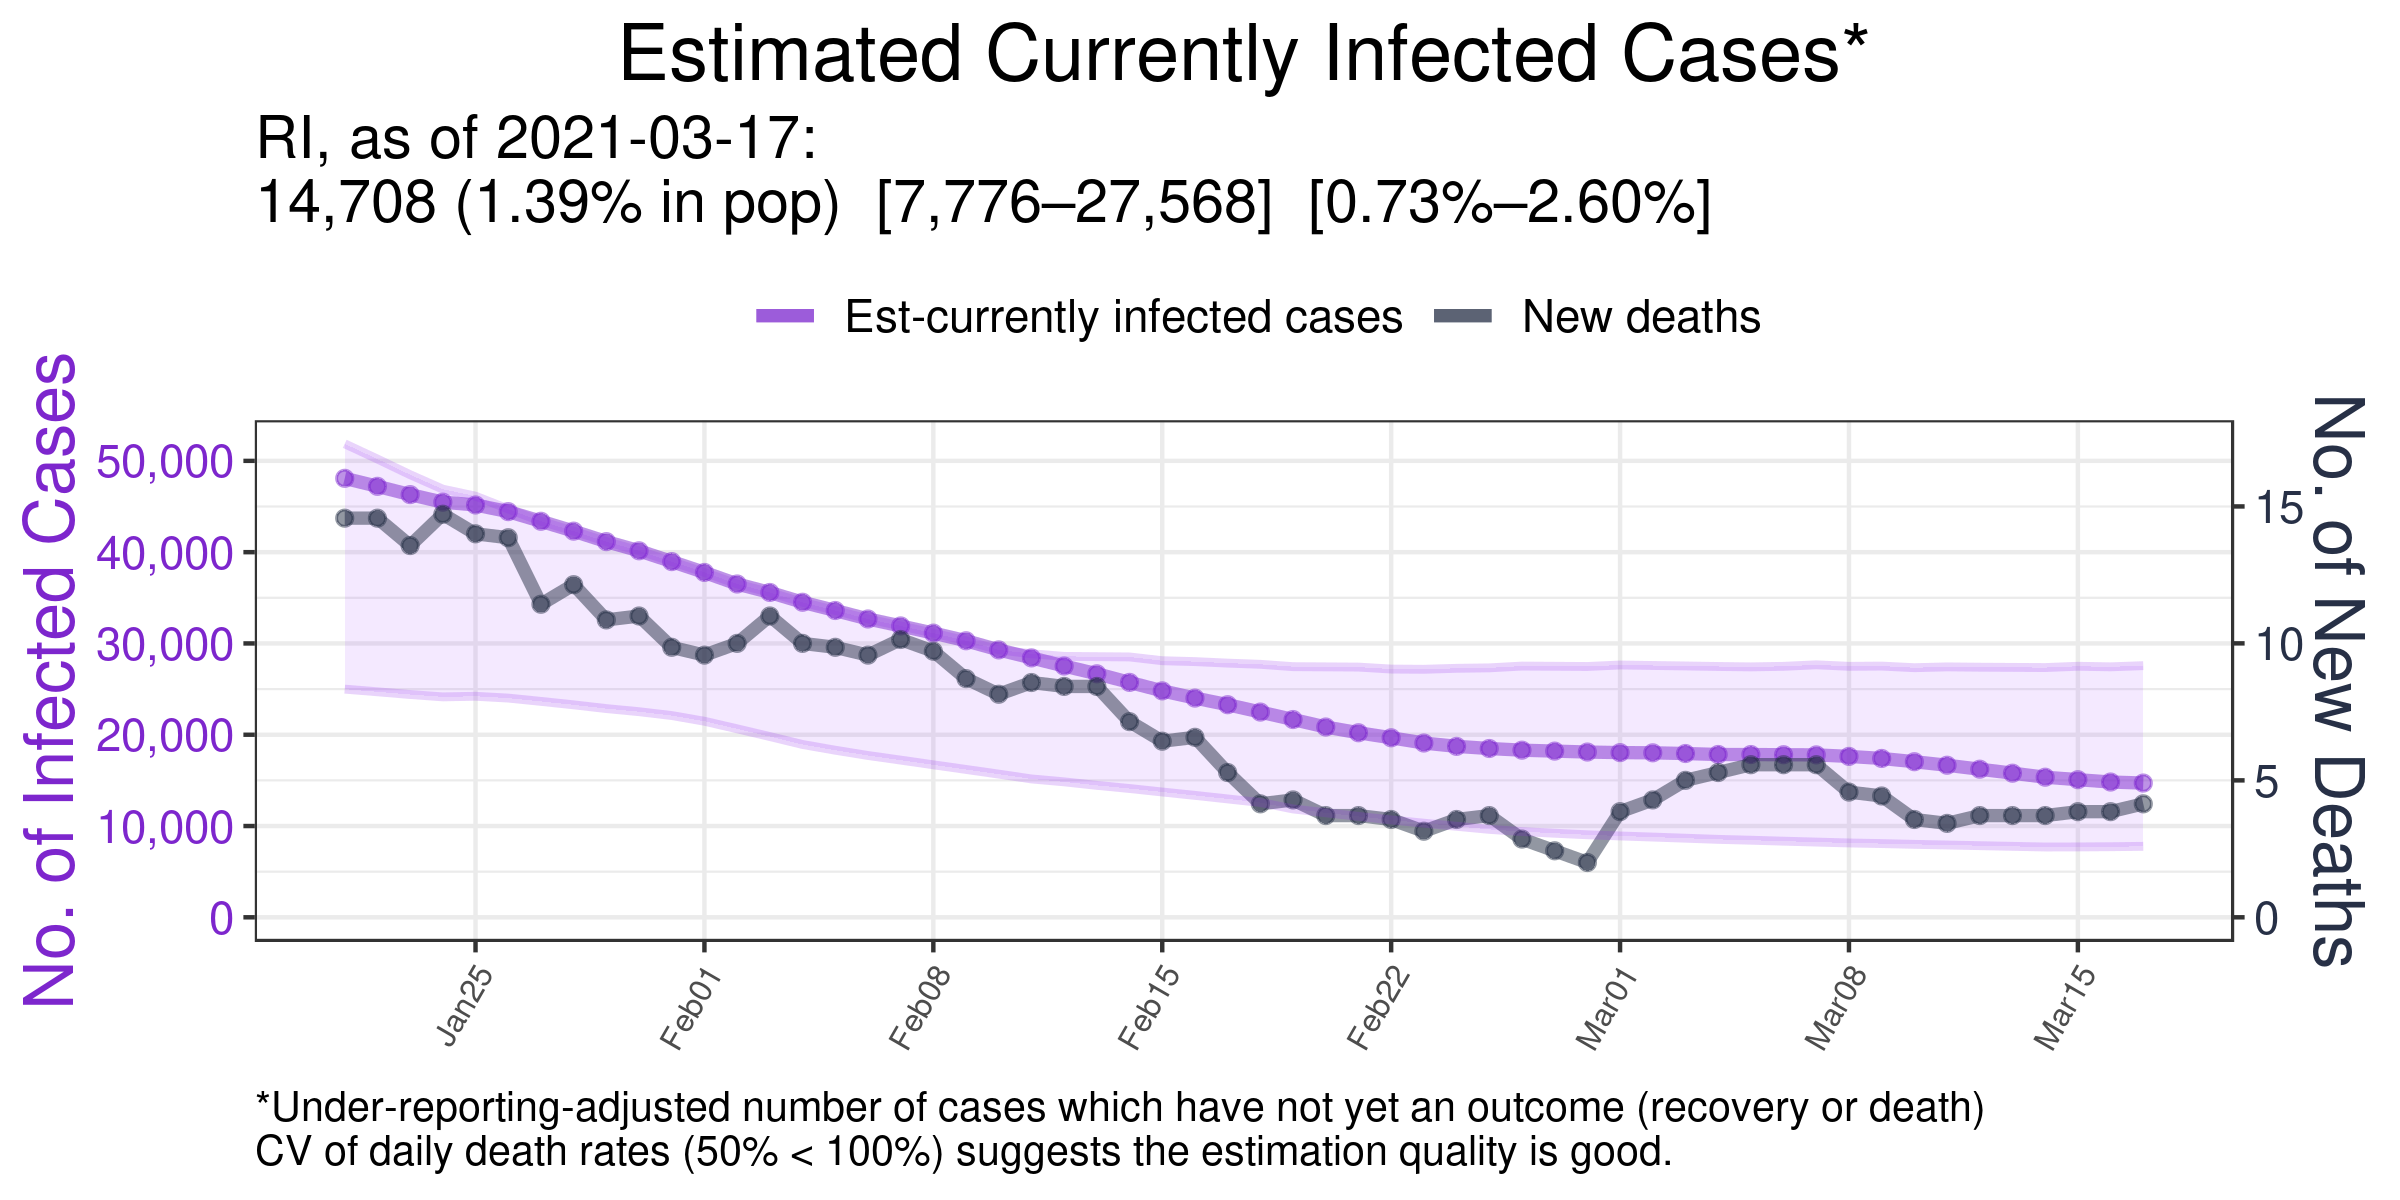 Estimated Currently Infected Cases*
RI, as of 2021-03-17:
14,708 (1.39% in pop)  [7,776–27,568]  [0.73%–2.60%]
Est-currently infected cases
New deaths
No. of Infected Cases
50,000
40,000
30,000
20,000
10,000
0
No. of New Deaths
15
10
5
0
Jan25
Feb01
Feb08
Feb15
Feb22
Mar01
Mar08
Mar15
*Under-reporting-adjusted number of cases which have not yet an outcome (recovery or death)
CV of daily death rates (50% < 100%) suggests the estimation quality is good.